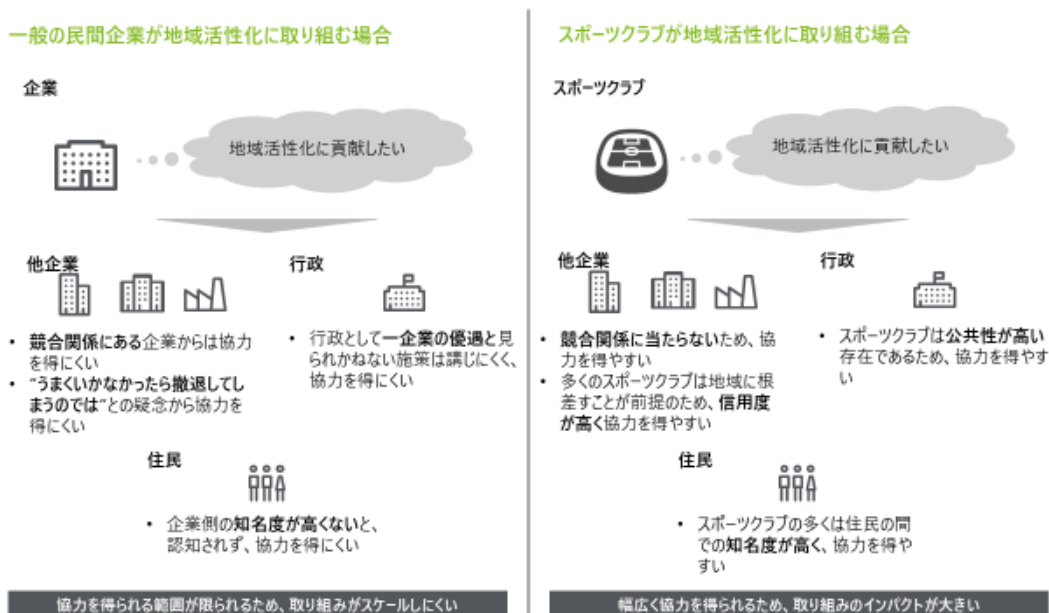 一般の民間企業が地域活性化に取り組む場合
企業
地域活性化に貢献したい
他企業
• 競合関係にある企業からは協力
を得にくい
• “うまくいかなかったら撤退してし
まうのでは”との疑念から協力を
得にくい
行政
• 行政として一企業の優遇と見
られかねない施策は講じにくく、
協力を得にくい
住民
• 企業側の知名度が高くないと、
認知されず、協力を得にくい
協力を得られる範囲が限られるため、取り組みがスケールしにくい
スポーツクラブが地域活性化に取り組む場合
スポーツクラブ
地域活性化に貢献したい
他企業
• 競合関係に当たらないため、協
力を得やすい
• 多くのスポーツクラブは地域に根
差すことが前提のため、信用度
が高く協力を得やすい
行政
• スポーツクラブは公共性が高い
存在であるため、協力を得やす
い
住民
• スポーツクラブの多くは住民の間
での知名度が高く、協力を得や
すい
幅広く協力を得られるため、取り組みのインパクトが大きい